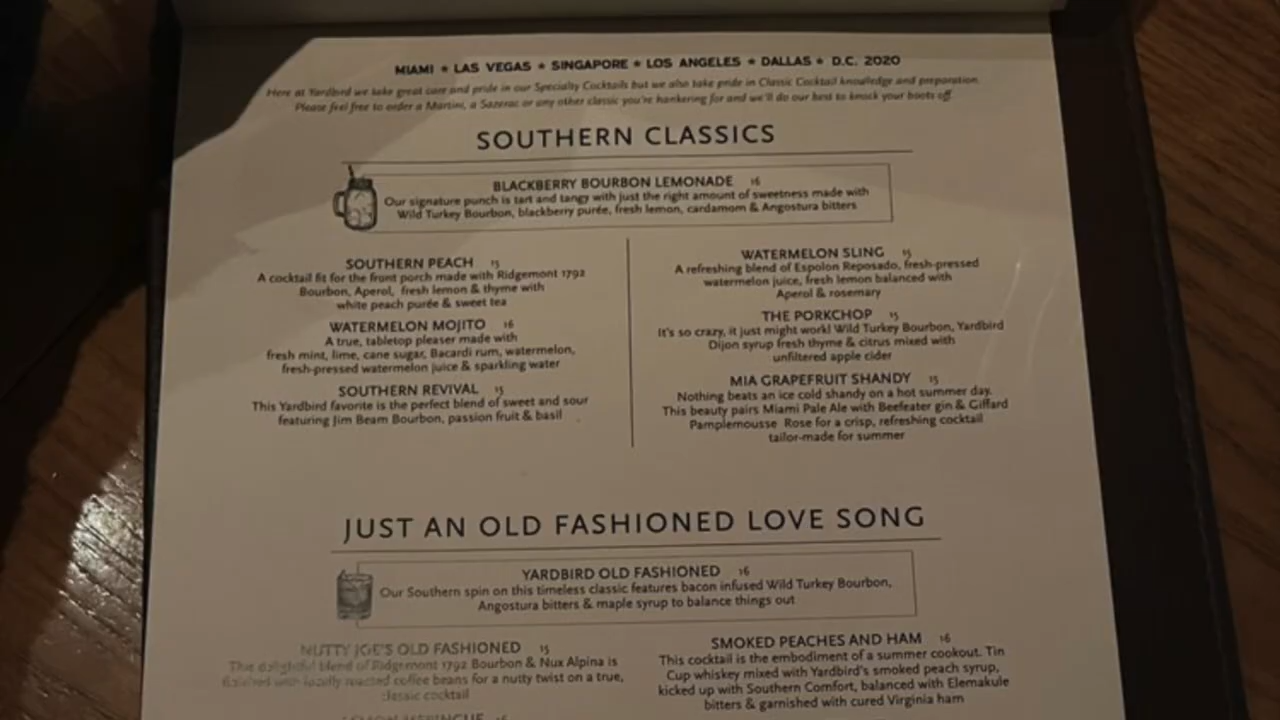 MIAMI ★ LAS VEGAS ★ SINGAPORE ★ LOS ANGELES ★ DALLAS ★ D.C. 2020
Here at Yardbird we take great care and pride in our Specialty Cocktails but we also take pride in Classic Cocktail knowledge and preparation.
Please feel free to order a Martini, a Sazerac or any other classic you're hankering for and we'll do our best to knock your boots off.
SOUTHERN CLASSICS
BLACKBERRY BOURBON LEMONADE 16
Our signature punch is tart and tangy with just the right amount of sweetness made with
Wild Turkey Bourbon, blackberry purée, fresh lemon, cardamom & Angostura bitters
SOUTHERN PEACH 15
A cocktail fit for the front porch made with Ridgemont 1792
Bourbon, Aperol, fresh lemon & thyme with
white peach purée & sweet tea
WATERMELON MOJITO 16
A true, tabletop pleaser made with
fresh mint, lime, cane sugar, Bacardi rum, watermelon,
fresh-pressed watermelon juice & sparkling water
SOUTHERN REVIVAL 15
This Yardbird favorite is the perfect blend of sweet and sour
featuring Jim Beam Bourbon, passion fruit & basil
WATERMELON SLING 15
A refreshing blend of Espolon Reposado, fresh-pressed
watermelon juice, fresh lemon balanced with
Aperol & rosemary
THE PORKCHOP 15
It's so crazy, it just might work! Wild Turkey Bourbon, Yardbird
Dijon syrup fresh thyme & citrus mixed with
unfiltered apple cider
MIA GRAPEFRUIT SHANDY 15
Nothing beats an ice cold shandy on a hot summer day.
This beauty pairs Miami Pale Ale with Beefeater gin & Giffard
Pamplemousse Rose for a crisp, refreshing cocktail
tailor-made for summer
JUST AN OLD FASHIONED LOVE SONG
YARDBIRD OLD FASHIONED 16
Our Southern spin on this timeless classic features bacon infused Wild Turkey Bourbon,
Angostura bitters & maple syrup to balance things out
NUTTY JOE'S OLD FASHIONED 15
This delightful blend of Ridgemont 1792 Bourbon & Nux Alpina is
finished with locally roasted coffee beans for a nutty twist on a true,
classic cocktail
SMOKED PEACHES AND HAM 16
This cocktail is the embodiment of a summer cookout. Tin
Cup whiskey mixed with Yardbird's smoked peach syrup,
kicked up with Southern Comfort, balanced with Elemakule
bitters & garnished with cured Virginia ham